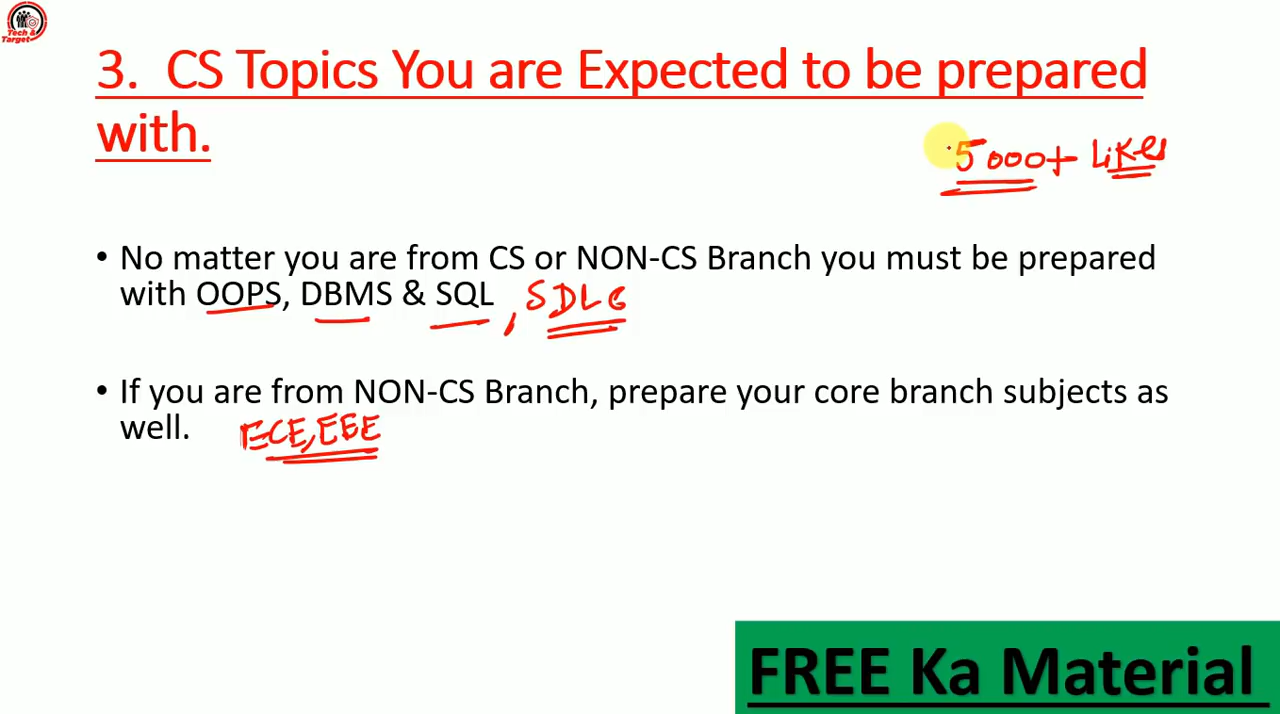 Tech &
Target
3. CS Topics You are Expected to be prepared
with.
5000+ Likes
• No matter you are from CS or NON-CS Branch you must be prepared
with OOPS, DBMS & SQL , SDLC
• If you are from NON-CS Branch, prepare your core branch subjects as
well. ECE, EEE
FREE Ka Material